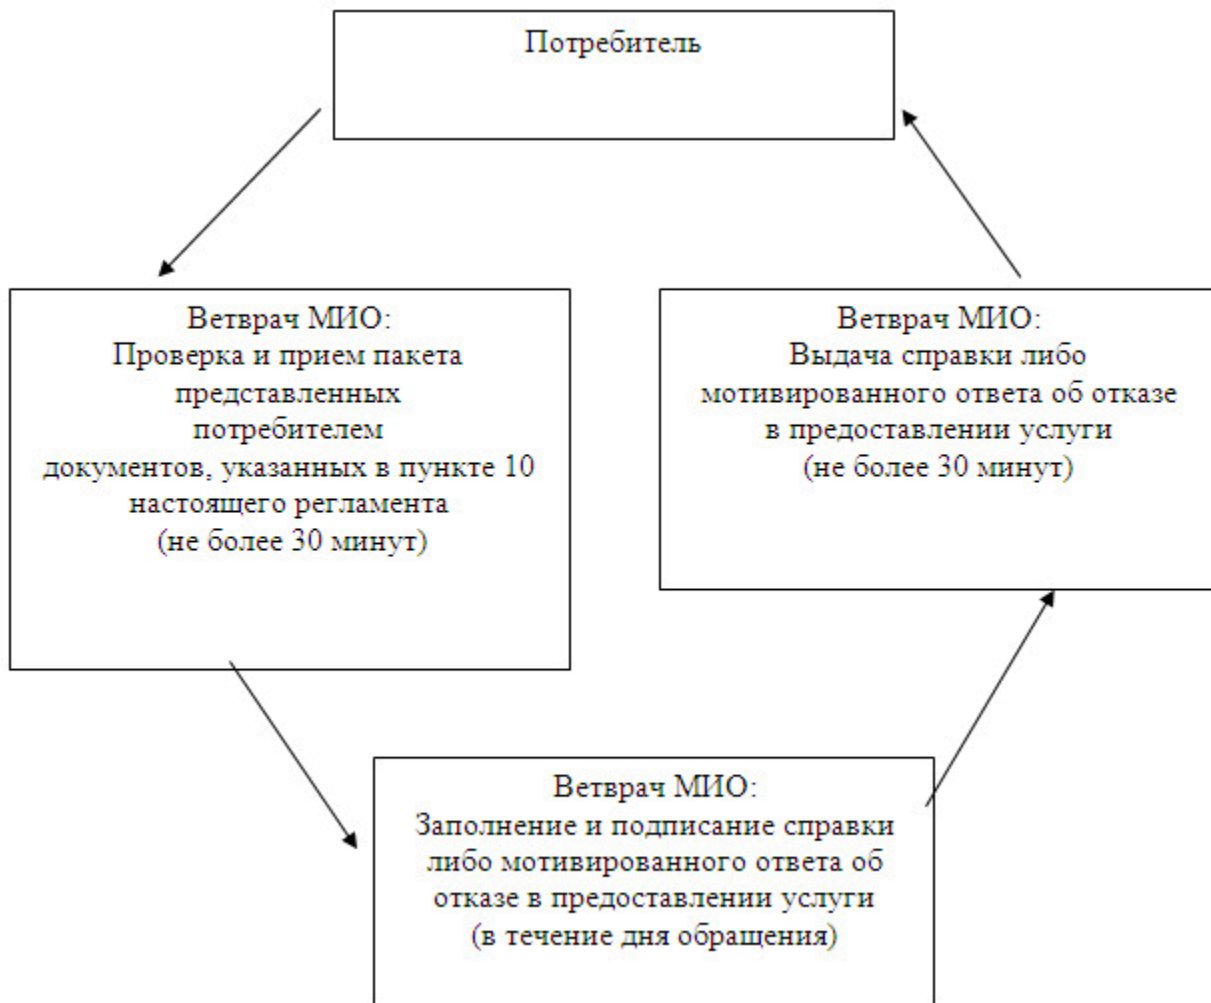 Потребитель
Ветврач МИО:
Проверка и прием пакета
представленных
потребителем
документов, указанных в пункте 10
настоящего регламента
(не более 30 минут)
Ветврач МИО:
Выдача справки либо
мотивированного ответа об отказе
в предоставлении услуги
(не более 30 минут)
Ветврач МИО:
Заполнение и подписание справки
либо мотивированного ответа об
отказе в предоставлении услуги
(в течение дня обращения)